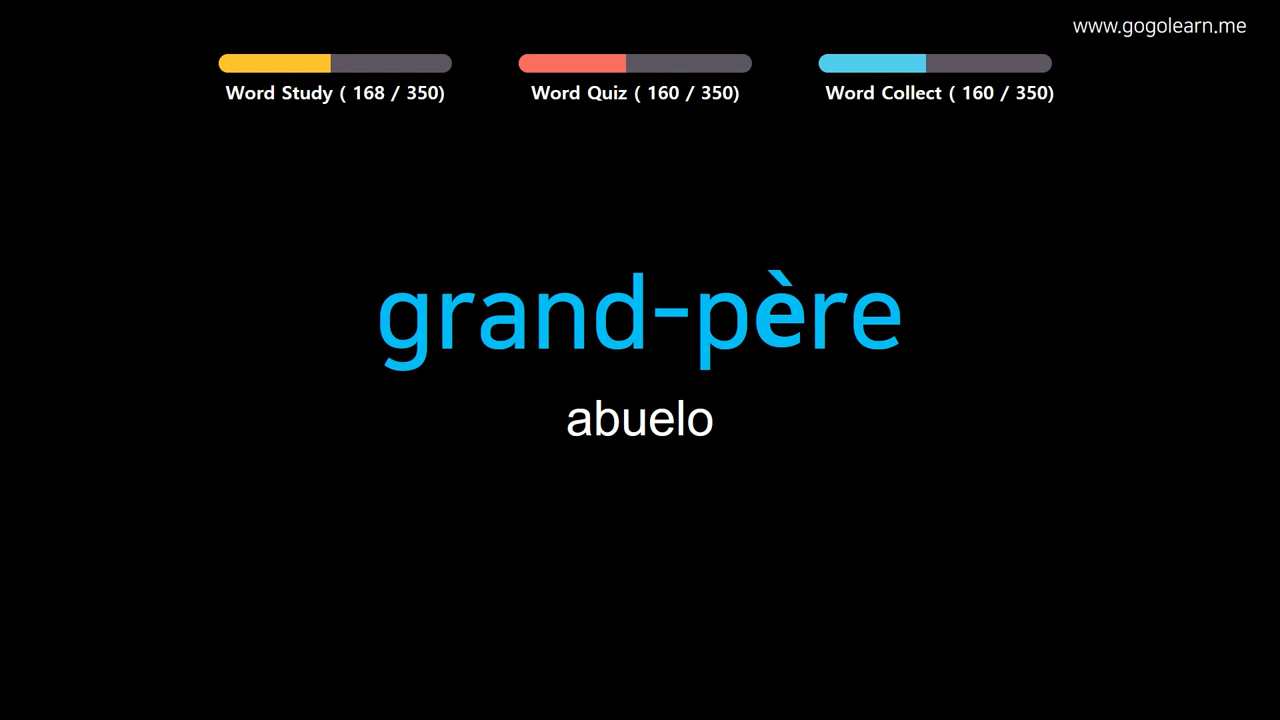 www.gogolearn.me
Word Study ( 168 / 350)
Word Quiz ( 160 / 350)
Word Collect ( 160 / 350)
grand-père
abuelo